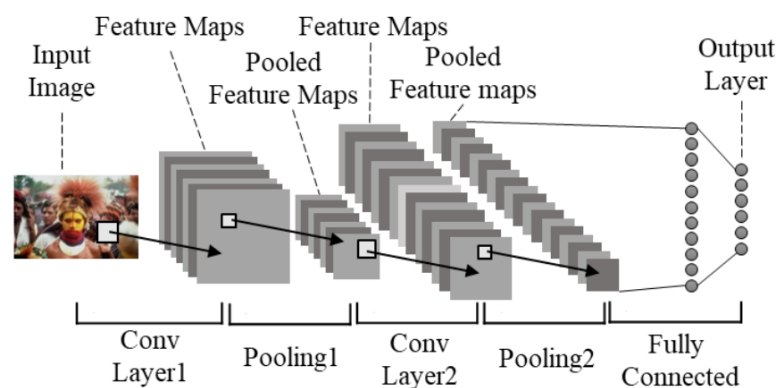 Input
Image
Feature Maps
Pooled
Feature Maps
Feature Maps
Pooled
Feature maps
Output
Layer
Conv
Layer1
Pooling1
Conv
Layer2
Pooling2
Fully
Connected